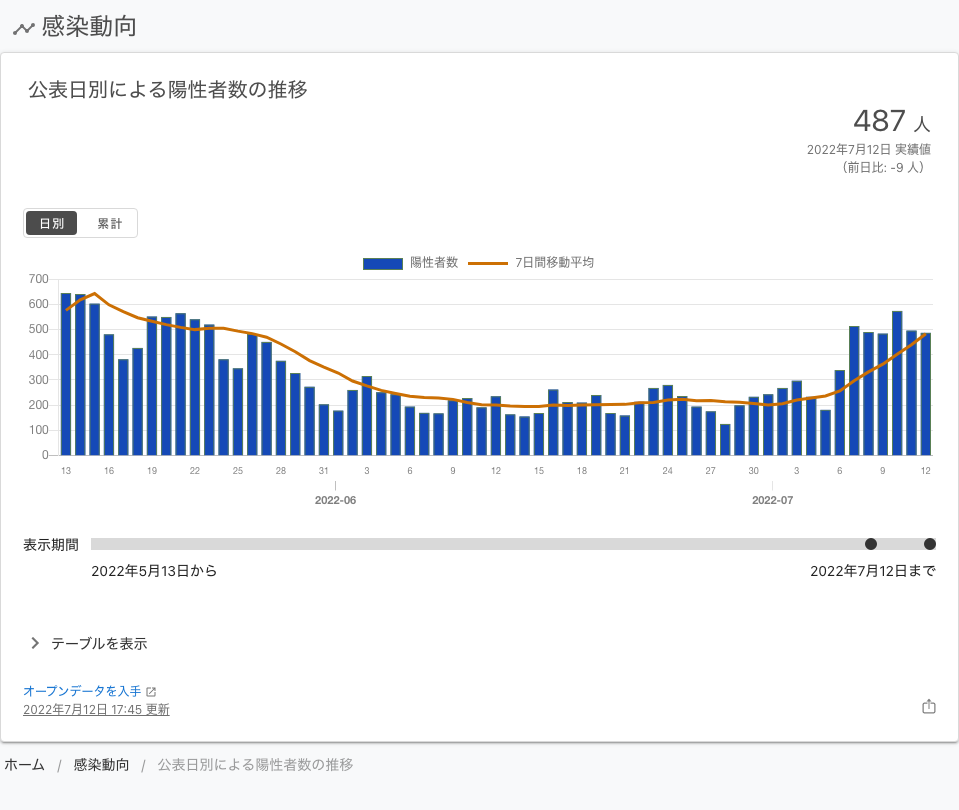 感染動向
公表日別による陽性者数の推移
487 人
2022年7月12日 実績値
（前日比: -9 人）
日別 累計
陽性者数 7日間移動平均
700
600
500
400
300
200
100
0
13 16 19 22 25 28 31 3 6 9 12 15 18 21 24 27 30 3 6 9 12
2022-06 2022-07
表示期間
2022年5月13日から 2022年7月12日まで
テーブルを表示
オープンデータを入手
2022年7月12日 17:45 更新
ホーム / 感染動向 / 公表日別による陽性者数の推移